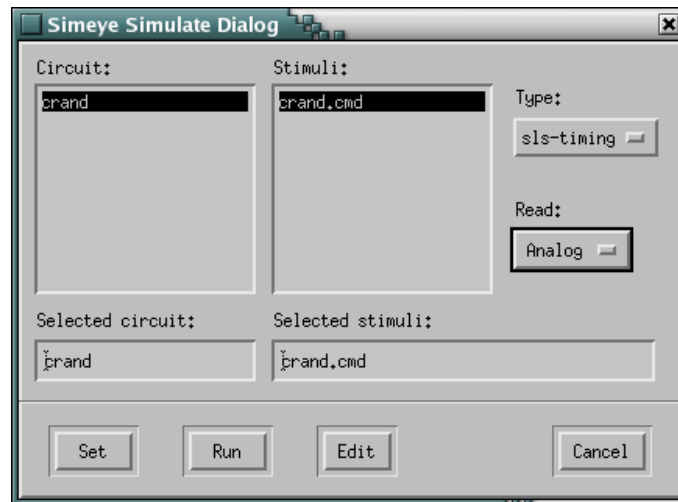 Simeye Simulate Dialog
Circuit: Stimuli:
crand crand.cmd
Type:
sls-timing
Read:
Analog
Selected circuit: Selected stimuli:
crand crand.cmd
Set Run Edit Cancel